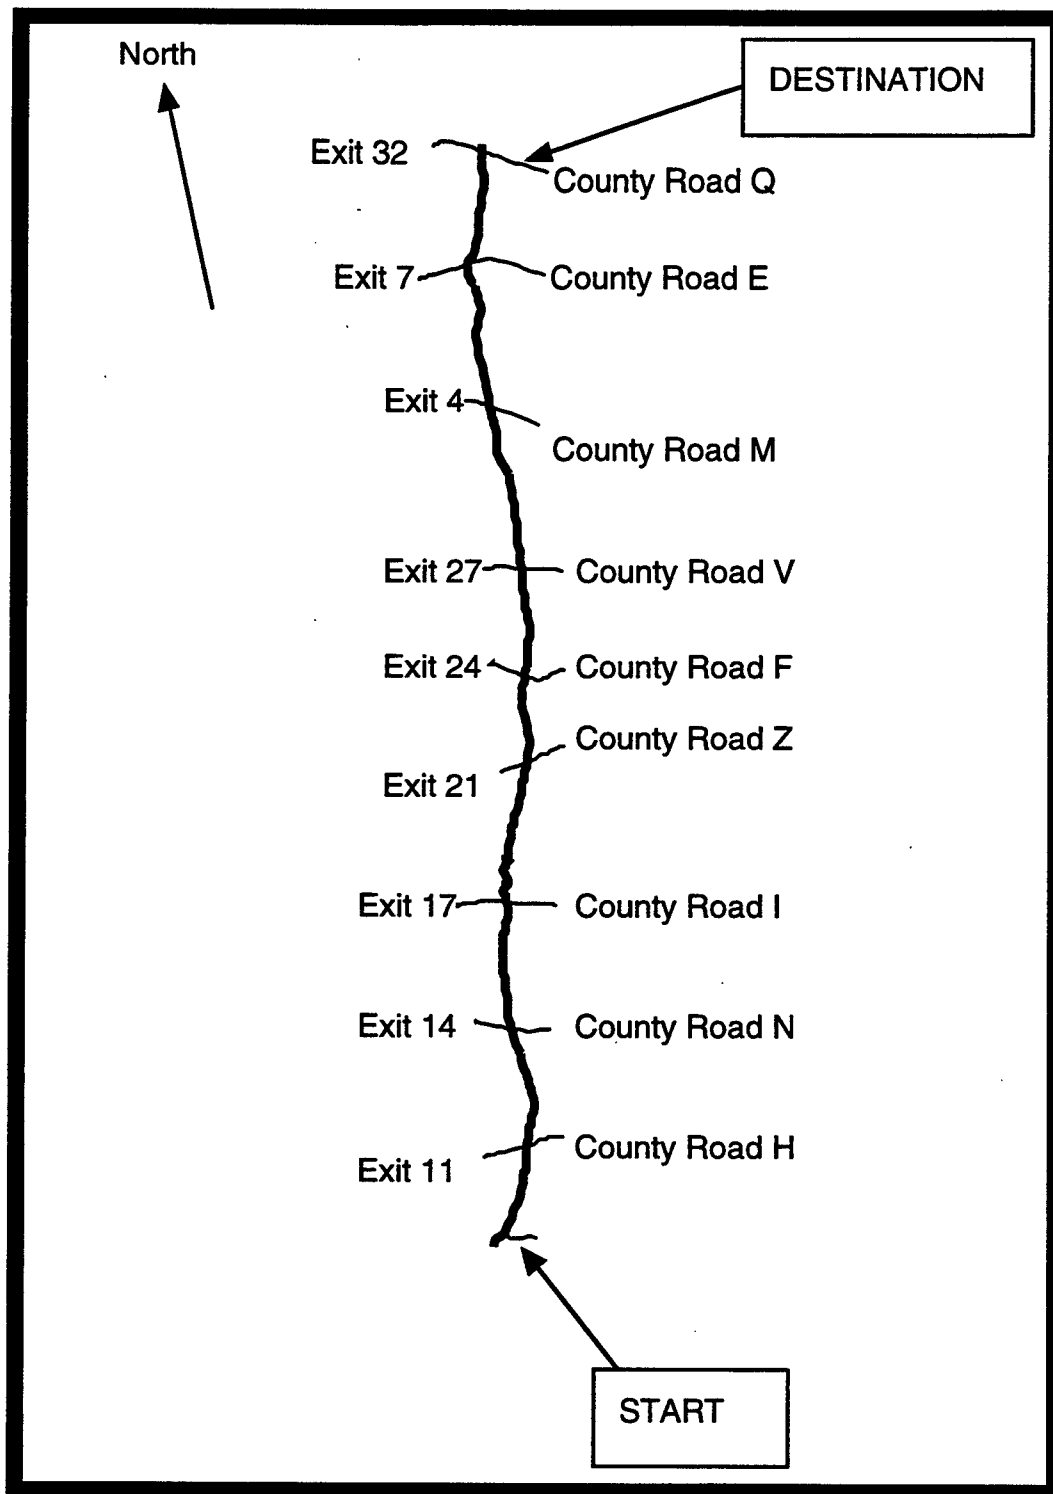 North
DESTINATION
Exit 32
County Road Q
Exit 7
County Road E
Exit 4
County Road M
Exit 27
County Road V
Exit 24
County Road F
County Road Z
Exit 21
Exit 17
County Road I
Exit 14
County Road N
County Road H
Exit 11
START